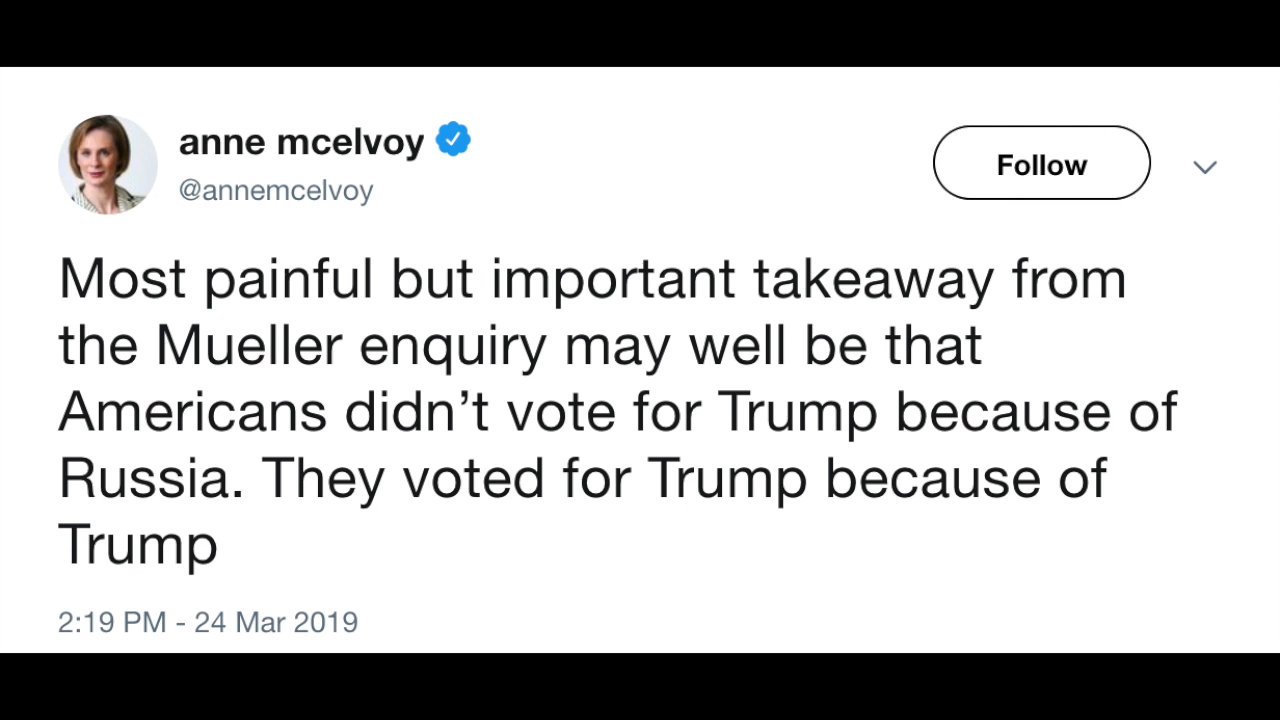 anne mcelvoy
@annemcelvoy
Follow
Most painful but important takeaway from
the Mueller enquiry may well be that
Americans didn’t vote for Trump because of
Russia. They voted for Trump because of
Trump
2:19 PM - 24 Mar 2019